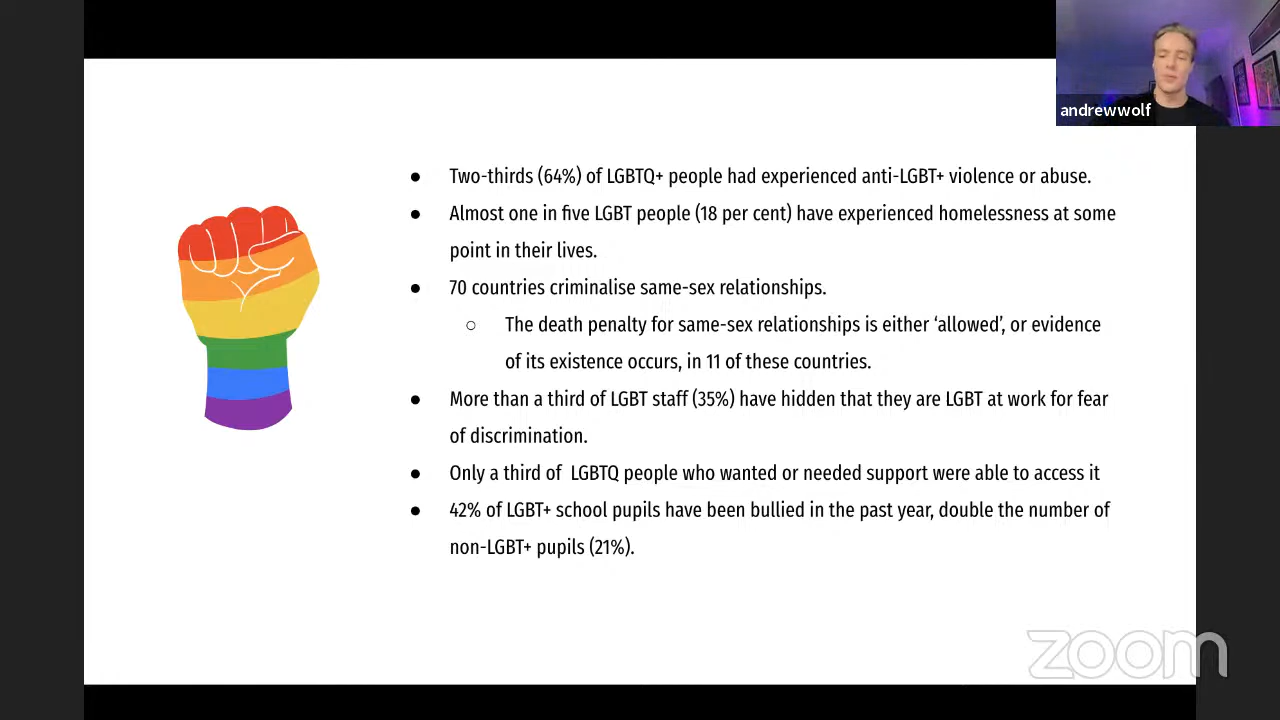 andrewwolf
● Two-thirds (64%) of LGBTQ+ people had experienced anti-LGBT+ violence or abuse.
● Almost one in five LGBT people (18 per cent) have experienced homelessness at some
point in their lives.
● 70 countries criminalise same-sex relationships.
○ The death penalty for same-sex relationships is either ‘allowed’, or evidence
of its existence occurs, in 11 of these countries.
● More than a third of LGBT staff (35%) have hidden that they are LGBT at work for fear
of discrimination.
● Only a third of  LGBTQ people who wanted or needed support were able to access it
● 42% of LGBT+ school pupils have been bullied in the past year, double the number of
non-LGBT+ pupils (21%).
zoom